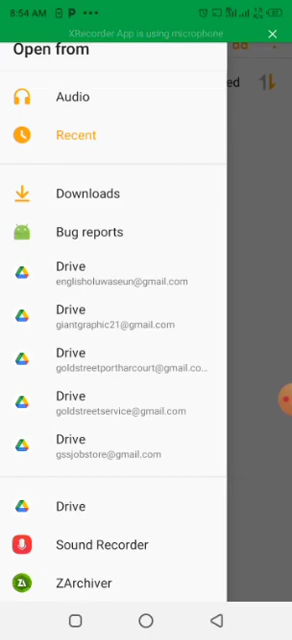 8:54 AM
XRecorder App is using microphone
Open from
ed
Audio
Recent
Downloads
Bug reports
Drive
englisholuwaseun@gmail.com
Drive
giantgraphic21@gmail.com
Drive
goldstreetportharcourt@gmail.co...
Drive
goldstreetservice@gmail.com
Drive
gssjobstore@gmail.com
Drive
Sound Recorder
ZArchiver